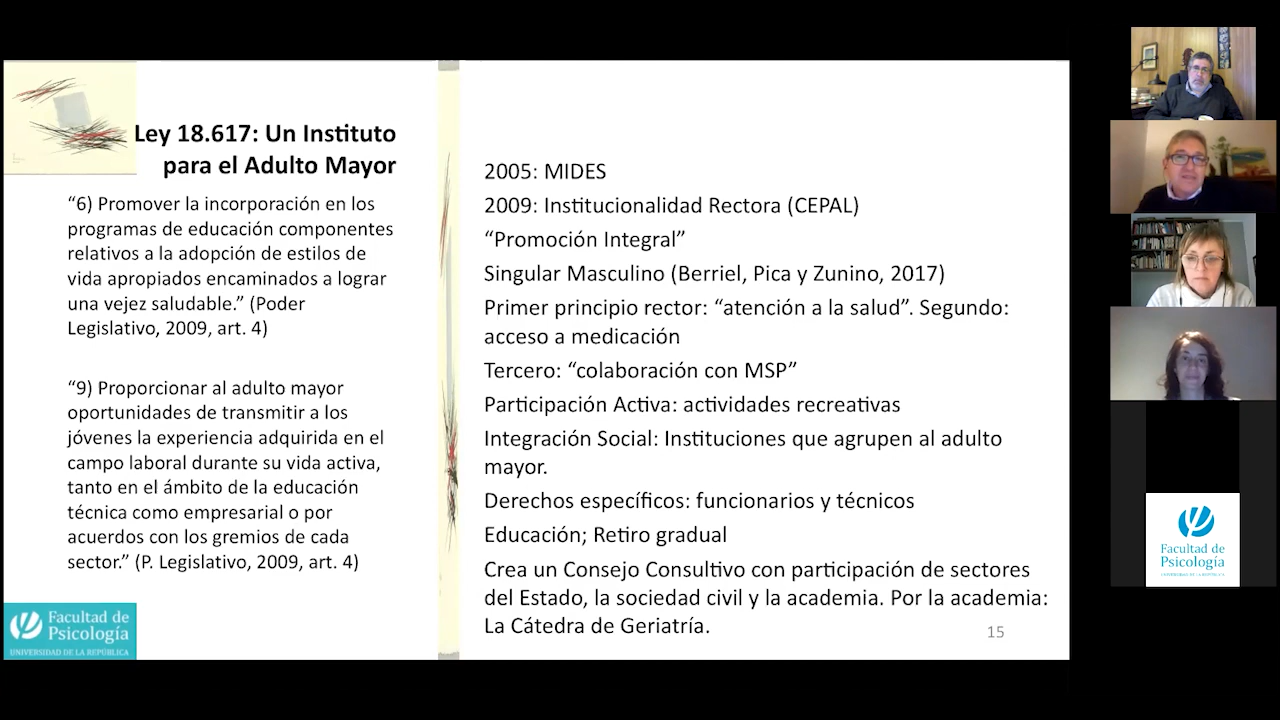 Ley 18.617: Un Instituto
para el Adulto Mayor
“6) Promover la incorporación en los
programas de educación componentes
relativos a la adopción de estilos de
vida apropiados encaminados a lograr
una vejez saludable.” (Poder
Legislativo, 2009, art. 4)
“9) Proporcionar al adulto mayor
oportunidades de transmitir a los
jóvenes la experiencia adquirida en el
campo laboral durante su vida activa,
tanto en el ámbito de la educación
técnica como empresarial o por
acuerdos con los gremios de cada
sector.” (P. Legislativo, 2009, art. 4)
Facultad de
Psicología
UNIVERSIDAD DE LA REPÚBLICA
2005: MIDES
2009: Institucionalidad Rectora (CEPAL)
“Promoción Integral”
Singular Masculino (Berriel, Pica y Zunino, 2017)
Primer principio rector: “atención a la salud”. Segundo:
acceso a medicación
Tercero: “colaboración con MSP”
Participación Activa: actividades recreativas
Integración Social: Instituciones que agrupen al adulto
mayor.
Derechos específicos: funcionarios y técnicos
Educación; Retiro gradual
Crea un Consejo Consultivo con participación de sectores
del Estado, la sociedad civil y la academia. Por la academia:
La Cátedra de Geriatría.
15
Facultad de
Psicología